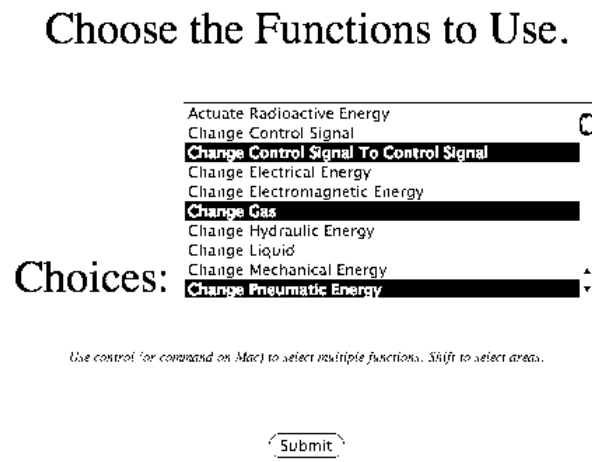 Choose the Functions to Use.
Actuate Radioactive Energy
Change Control Signal
Change Control Signal To Control Signal
Change Electrical Energy
Change Electromagnetic Energy
Change Gas
Change Hydraulic Energy
Change Liquid
Choices:
Change Mechanical Energy
Change Pneumatic Energy
Use control (or command on Mac) to select multiple functions. Shift to select areas.
Submit